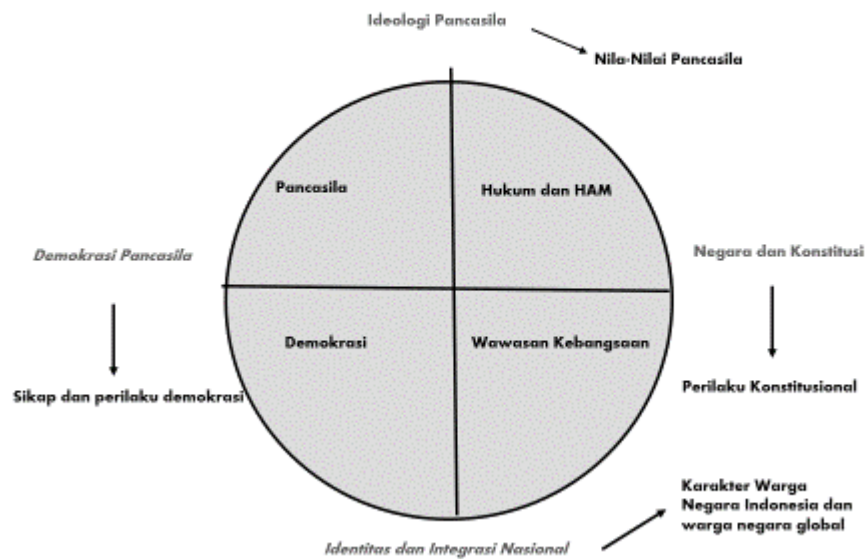 Ideologi Pancasila
Nila-Nilai Pancasila
Pancasila
Hukum dan HAM
Demokrasi Pancasila
Negara dan Konstitusi
Demokrasi
Wawasan Kebangsaan
Sikap dan perilaku demokrasi
Perilaku Konstitusional
Karakter Warga
Negara Indonesia dan
warga negara global
Identitas dan Integrasi Nasional